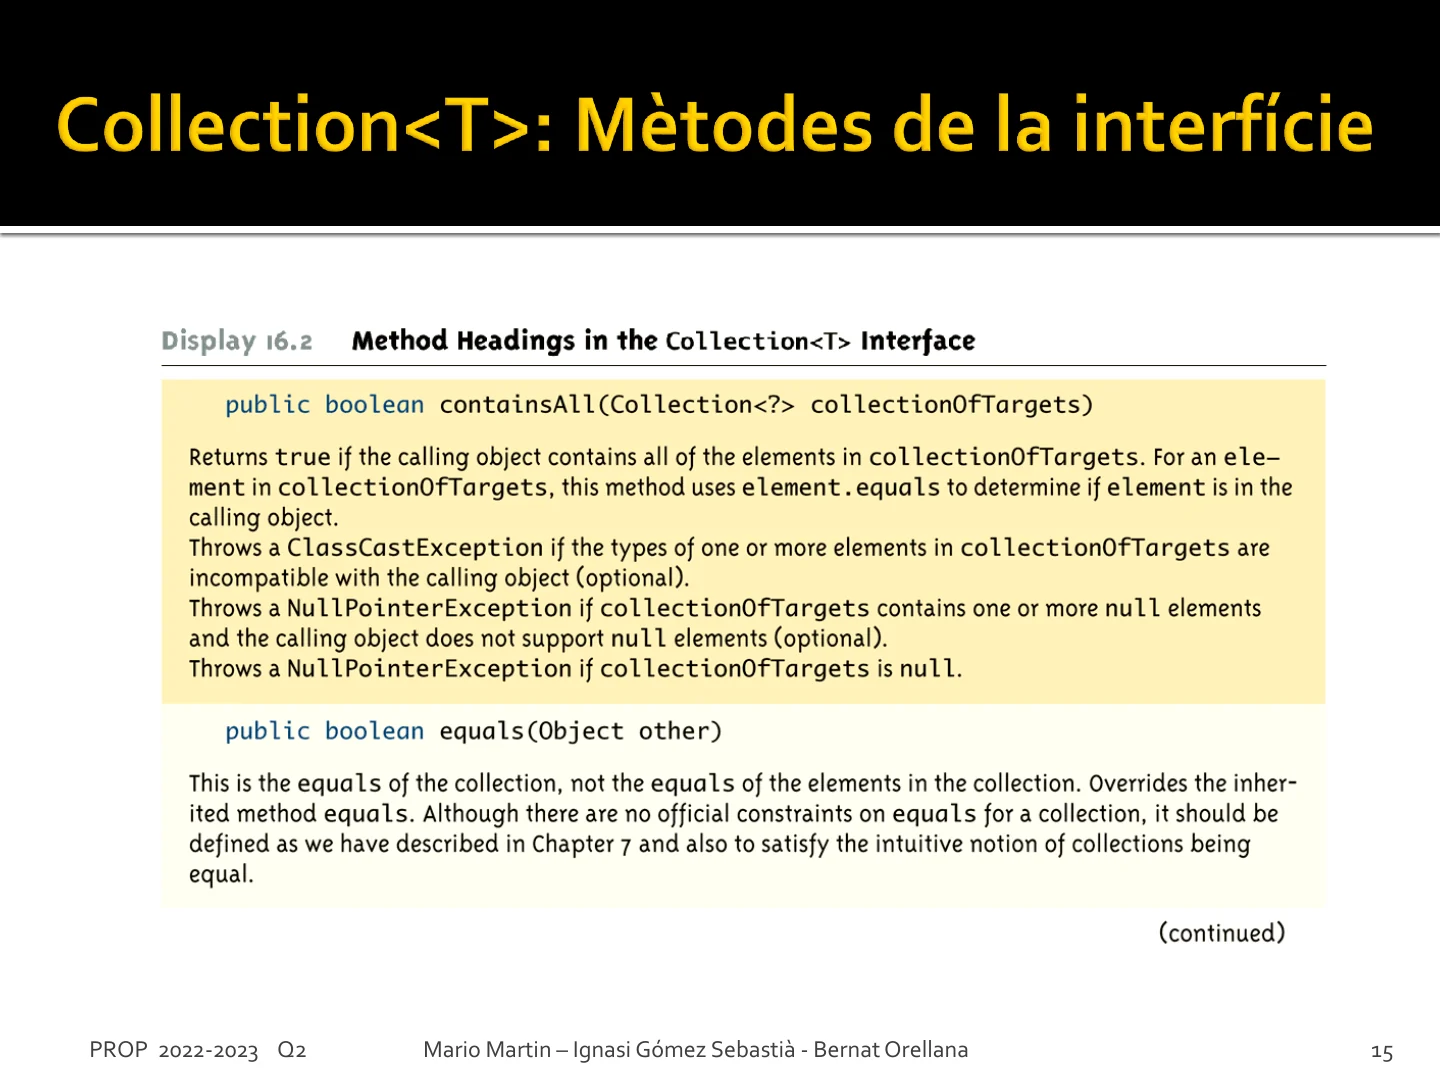 Collection<T>: Mètodes de la interfície
Display 16.2 Method Headings in the Collection<T> Interface
public boolean containsAll(Collection<?> collectionOfTargets)
Returns true if the calling object contains all of the elements in collectionOfTargets. For an ele–
ment in collectionOfTargets, this method uses element.equals to determine if element is in the
calling object.
Throws a ClassCastException if the types of one or more elements in collectionOfTargets are
incompatible with the calling object (optional).
Throws a NullPointerException if collectionOfTargets contains one or more null elements
and the calling object does not support null elements (optional).
Throws a NullPointerException if collectionOfTargets is null.
public boolean equals(Object other)
This is the equals of the collection, not the equals of the elements in the collection. Overrides the inher-
ited method equals. Although there are no official constraints on equals for a collection, it should be
defined as we have described in Chapter 7 and also to satisfy the intuitive notion of collections being
equal.
(continued)
PROP 2022-2023 Q2 Mario Martin – Ignasi Gómez Sebastià - Bernat Orellana 15